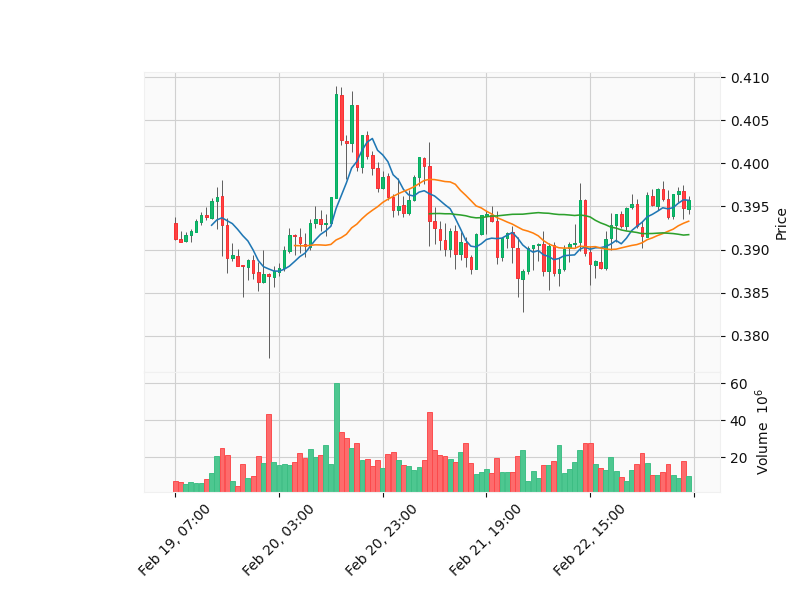 0.410
0.405
0.400
0.395
0.390
0.385
0.380
Price
60
40
20
Volume 10^6
Feb 19, 07:00
Feb 20, 03:00
Feb 20, 23:00
Feb 21, 19:00
Feb 22, 15:00